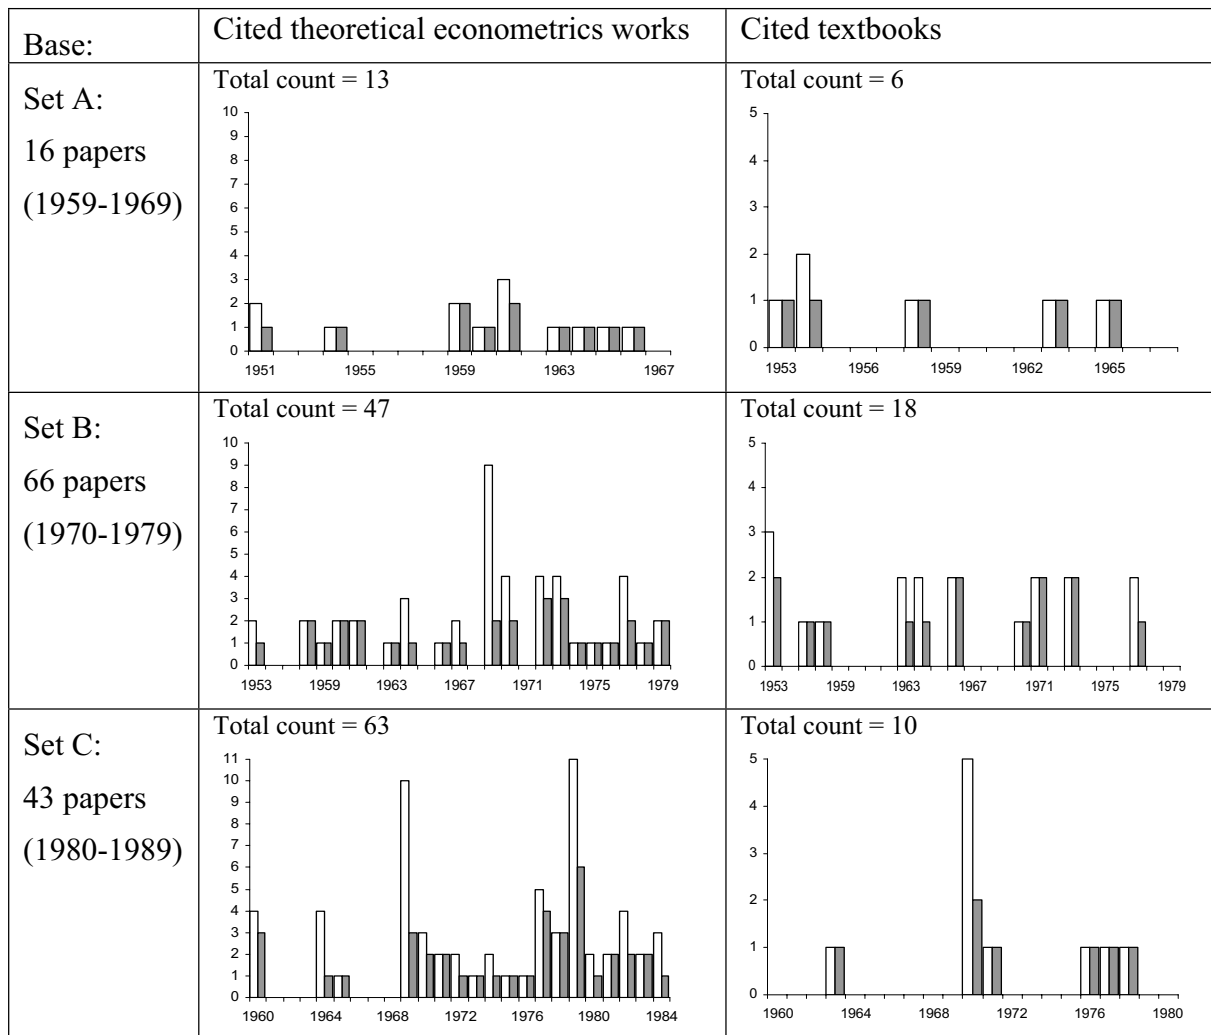 Base:
Cited theoretical econometrics works
Cited textbooks
Set A:
16 papers
(1959-1969)
Total count = 13
10
9
8
7
6
5
4
3
2
1
0
1951 1955 1959 1963 1967
Total count = 6
5
4
3
2
1
0
1953 1956 1959 1962 1965
Set B:
66 papers
(1970-1979)
Total count = 47
10
9
8
7
6
5
4
3
2
1
0
1953 1959 1963 1967 1971 1975 1979
Total count = 18
5
4
3
2
1
0
1953 1959 1963 1967 1971 1975 1979
Set C:
43 papers
(1980-1989)
Total count = 63
11
10
9
8
7
6
5
4
3
2
1
0
1960 1964 1968 1972 1976 1980 1984
Total count = 10
5
4
3
2
1
0
1960 1964 1968 1972 1976 1980